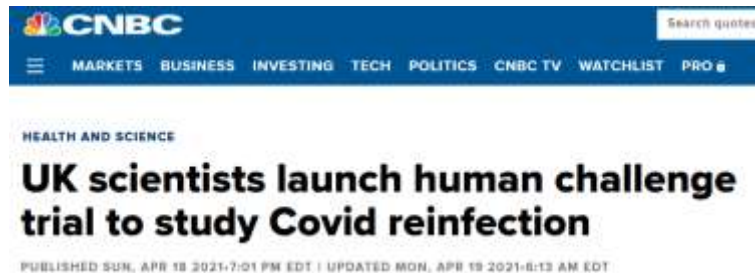 CNBC
Search quotes
MARKETS BUSINESS INVESTING TECH POLITICS CNBC TV WATCHLIST PRO
HEALTH AND SCIENCE
UK scientists launch human challenge
trial to study Covid reinfection
PUBLISHED SUN, APR 18 2021-7:01 PM EDT | UPDATED MON, APR 19 2021-6:13 AM EDT